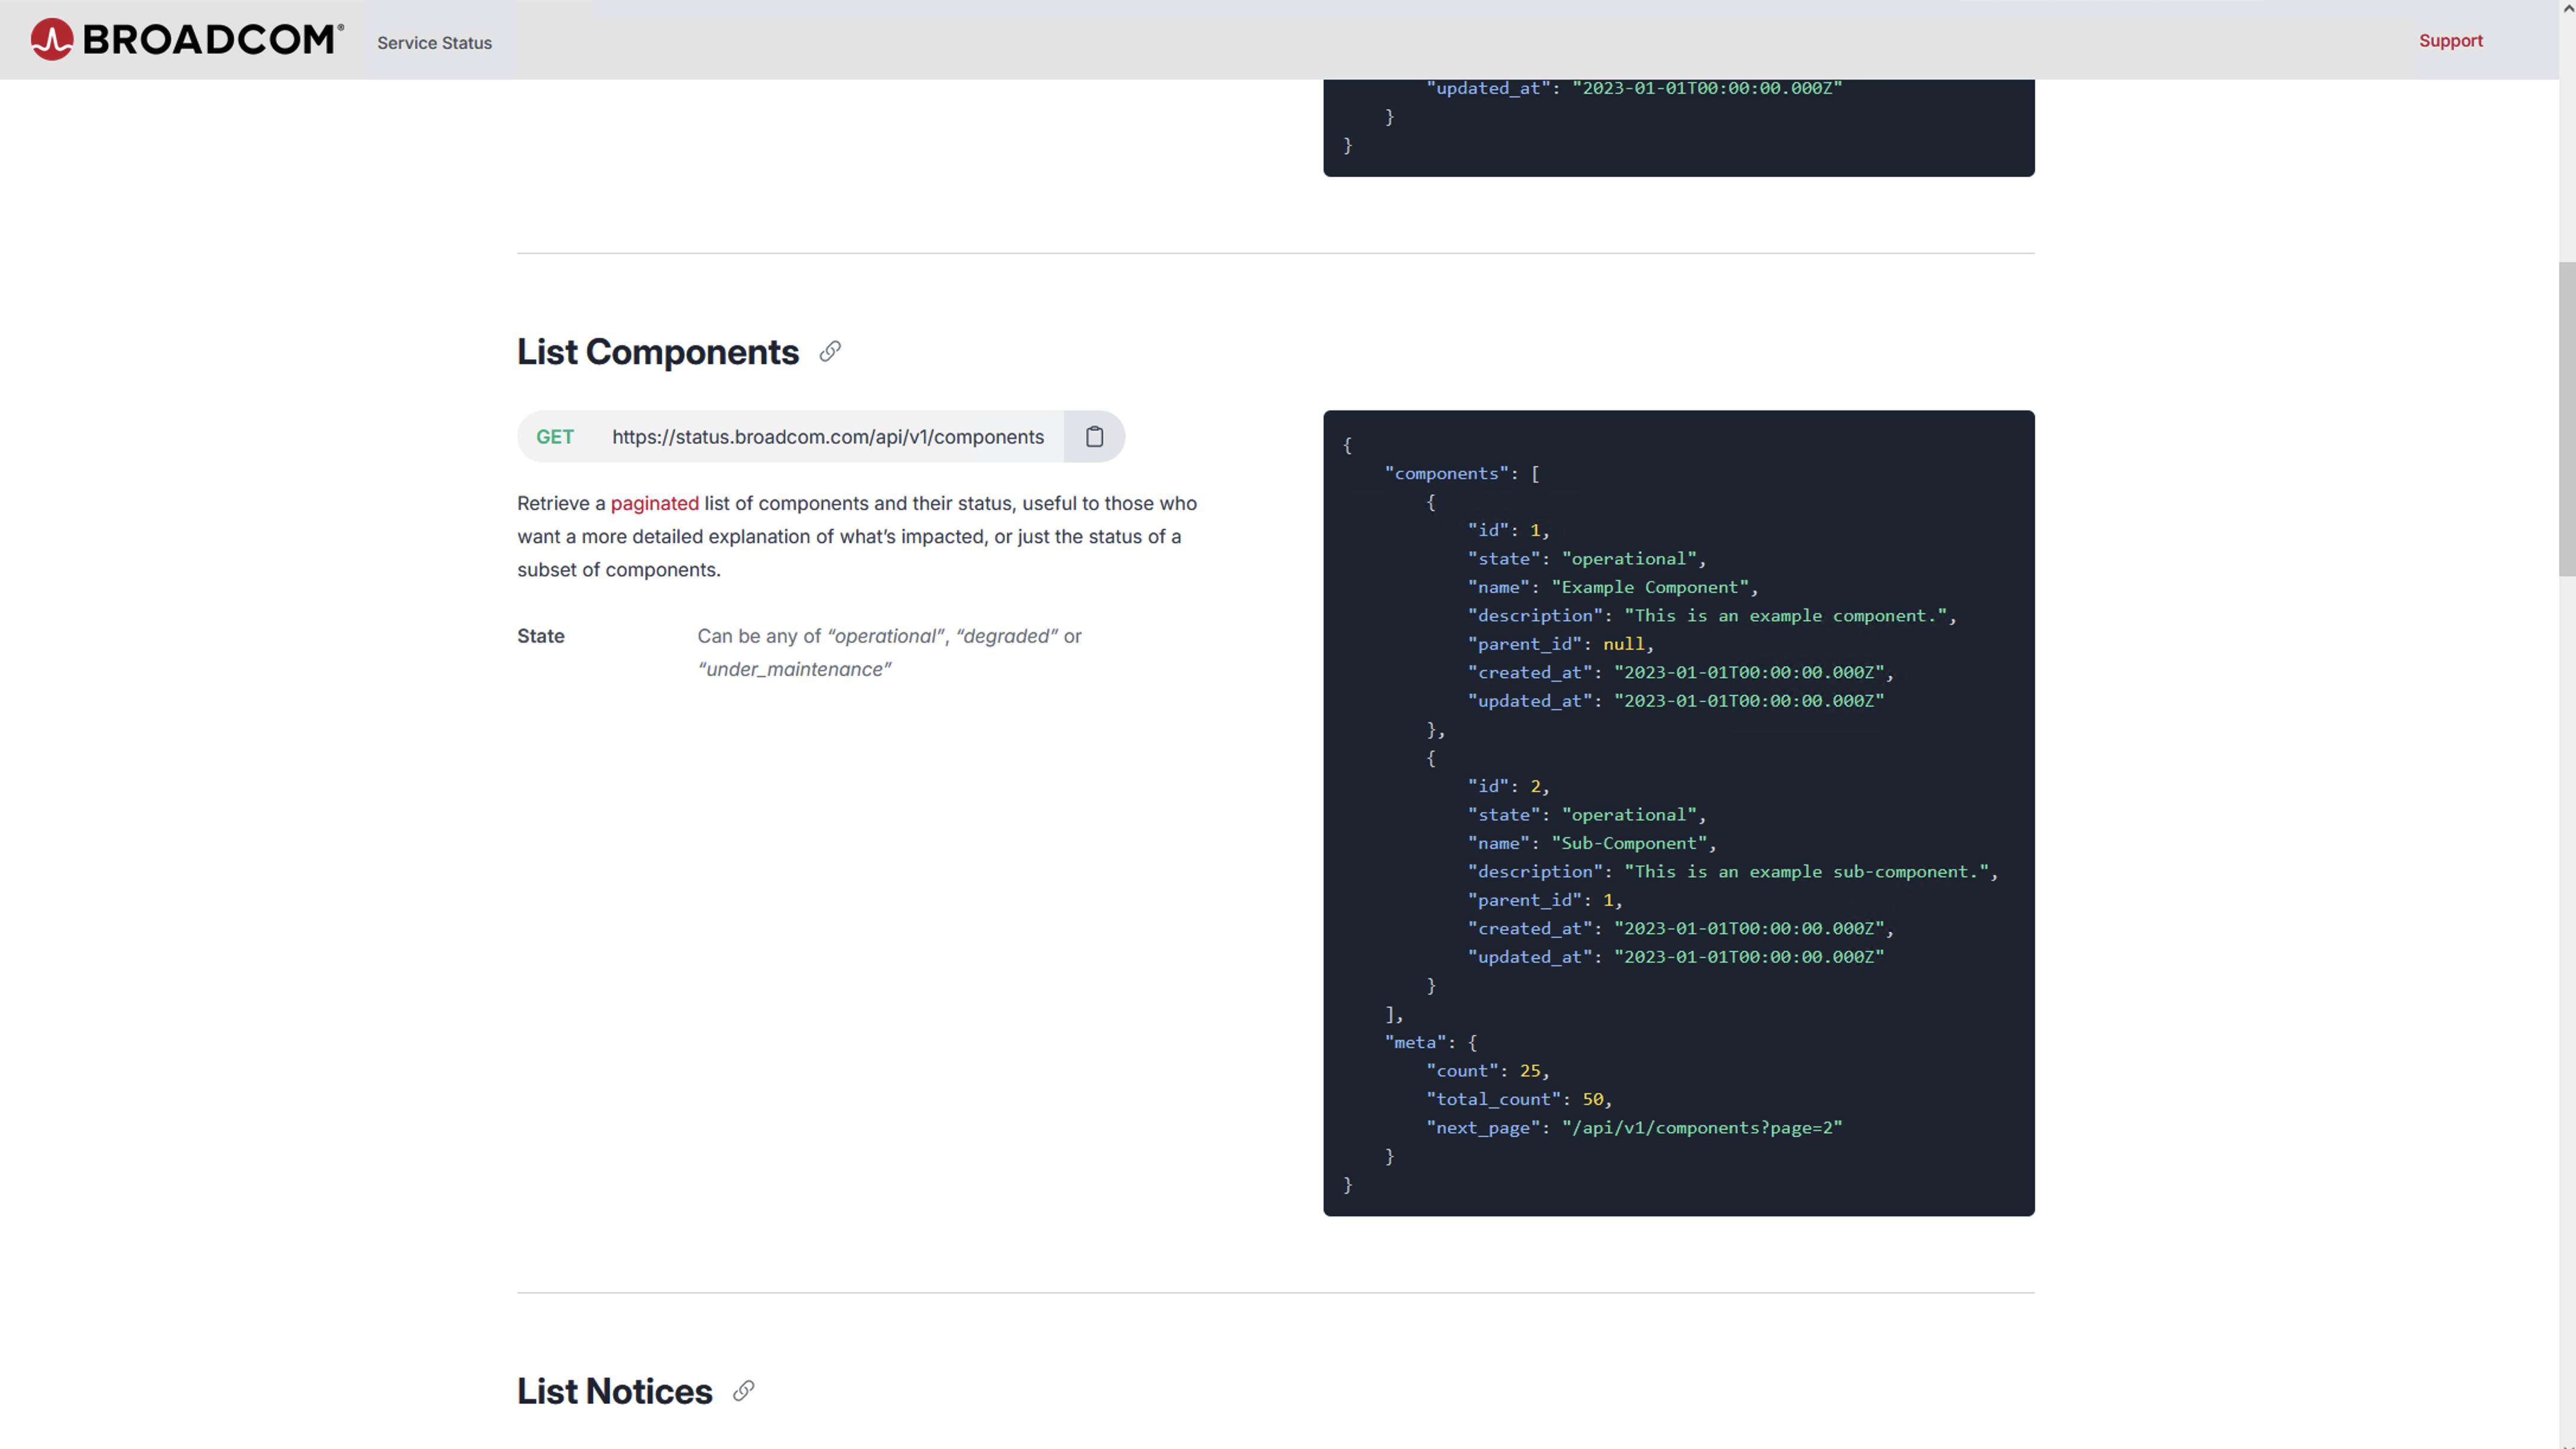 BROADCOM®
Service Status
Support
"updated_at": "2023-01-01T00:00:00.000Z"
}
}
List Components
GET https://status.broadcom.com/api/v1/components
Retrieve a paginated list of components and their status, useful to those who
want a more detailed explanation of what’s impacted, or just the status of a
subset of components.
State Can be any of “operational”, “degraded” or
“under_maintenance”
{
"components": [
{
"id": 1,
"state": "operational",
"name": "Example Component",
"description": "This is an example component.",
"parent_id": null,
"created_at": "2023-01-01T00:00:00.000Z",
"updated_at": "2023-01-01T00:00:00.000Z"
},
{
"id": 2,
"state": "operational",
"name": "Sub-Component",
"description": "This is an example sub-component.",
"parent_id": 1,
"created_at": "2023-01-01T00:00:00.000Z",
"updated_at": "2023-01-01T00:00:00.000Z"
}
],
"meta": {
"count": 25,
"total_count": 50,
"next_page": "/api/v1/components?page=2"
}
}
List Notices